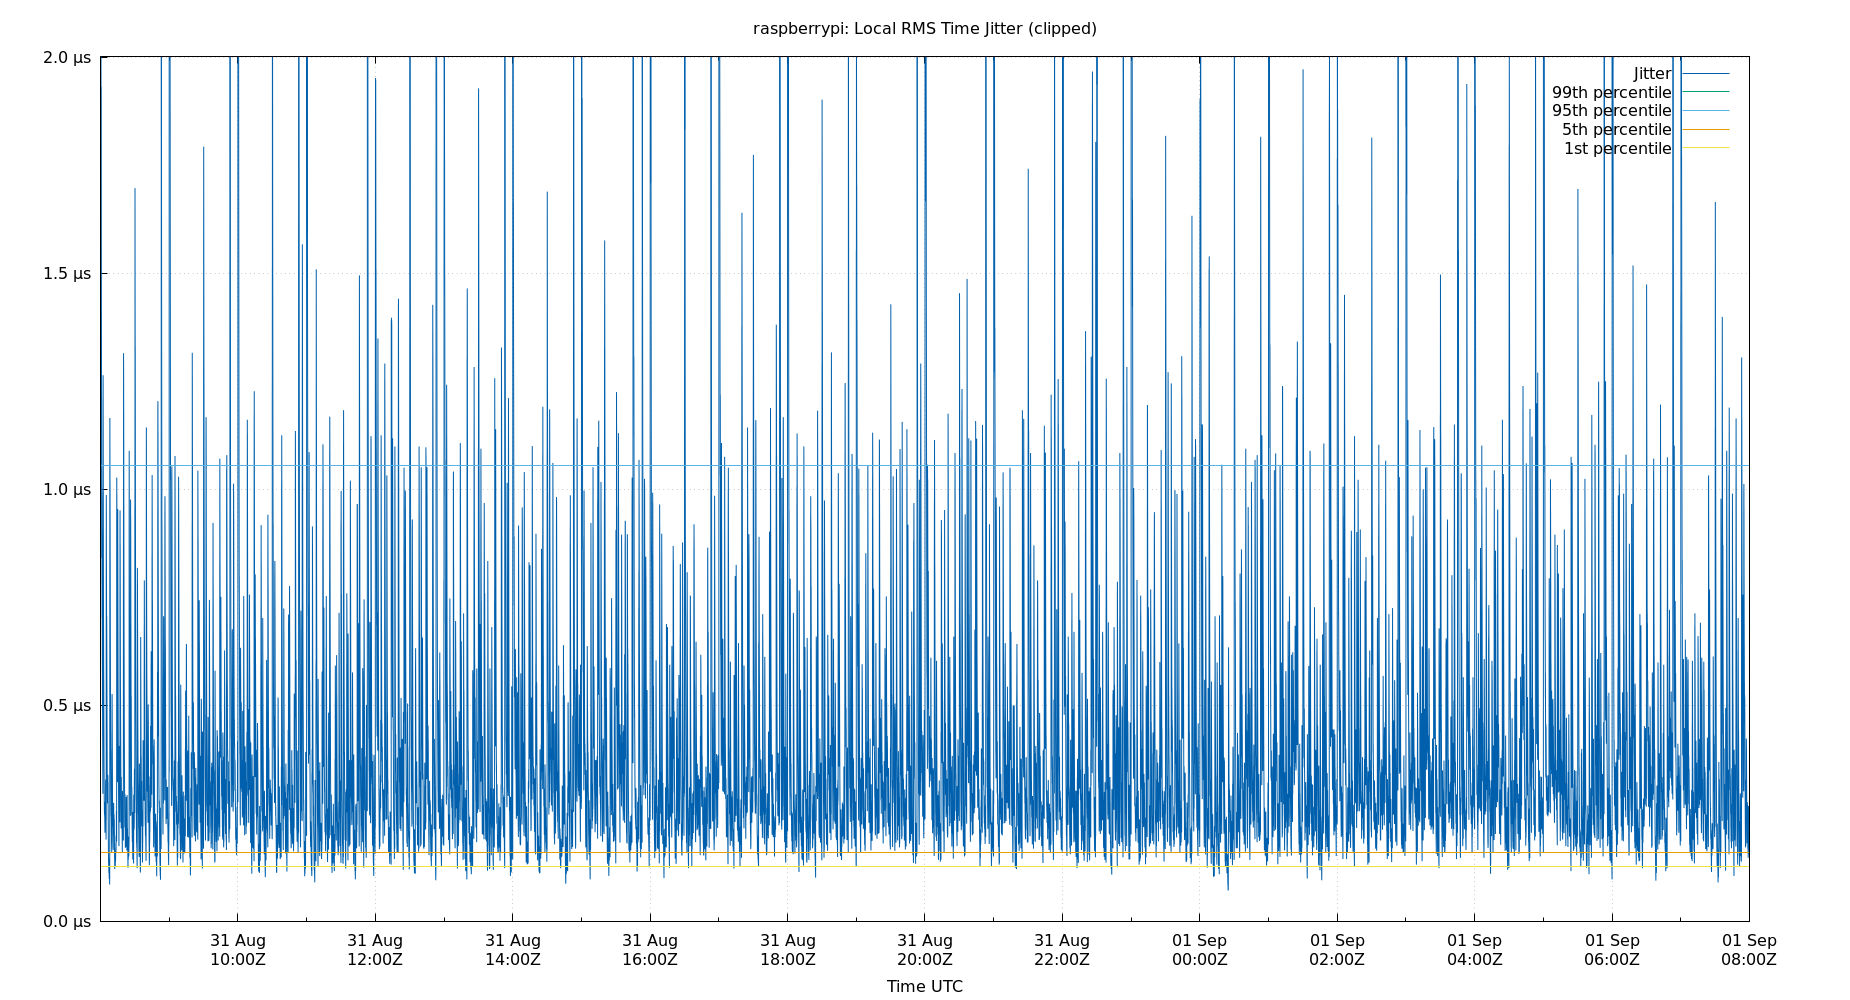 raspberrypi: Local RMS Time Jitter (clipped)
2.0 µs
Jitter
99th percentile
95th percentile
5th percentile
1st percentile
1.5 µs
1.0 µs
0.5 µs
0.0 µs
31 Aug 31 Aug 31 Aug 31 Aug 31 Aug 31 Aug 31 Aug 01 Sep 01 Sep 01 Sep 01 Sep 01 Sep
10:00Z 12:00Z 14:00Z 16:00Z 18:00Z 20:00Z 22:00Z 00:00Z 02:00Z 04:00Z 06:00Z 08:00Z
Time UTC